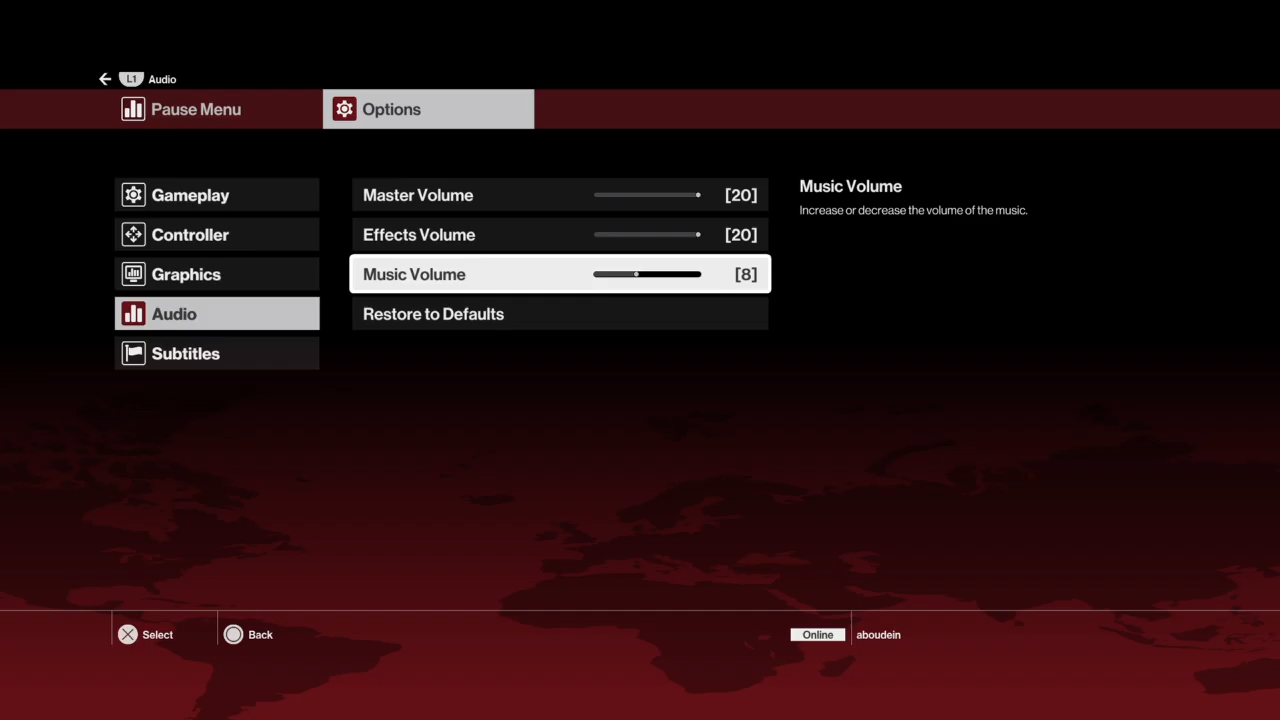 L1 Audio
Pause Menu
Options
Gameplay
Controller
Graphics
Audio
Subtitles
Master Volume [20]
Effects Volume [20]
Music Volume [8]
Restore to Defaults
Music Volume
Increase or decrease the volume of the music.
Select
Back
Online aboudein